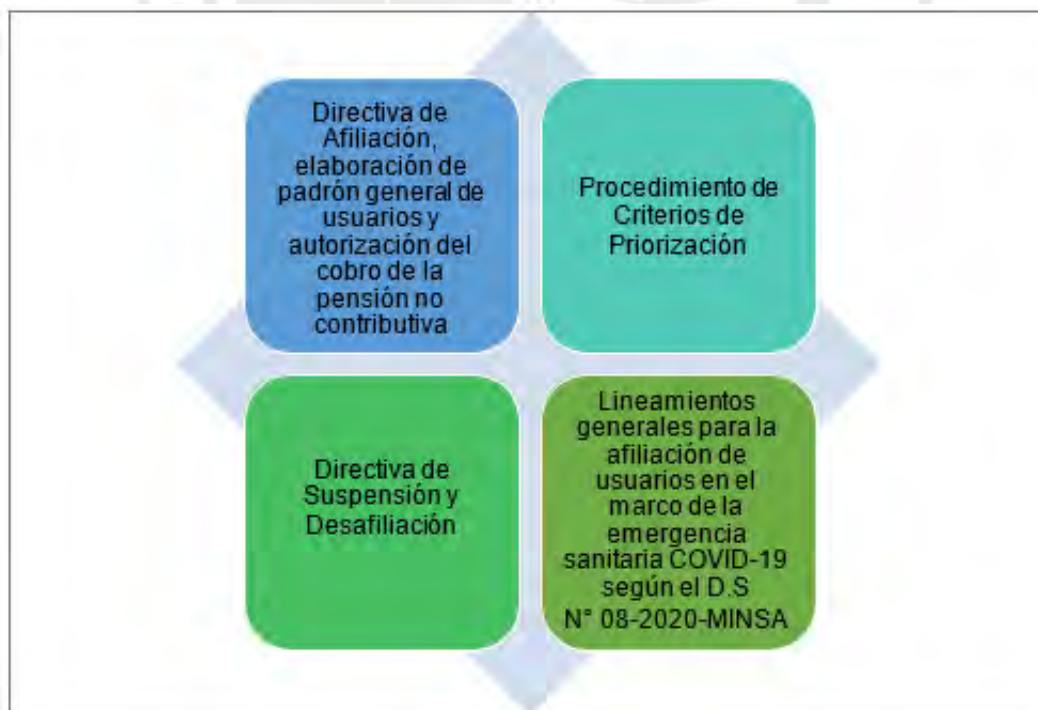 Directiva de
Afiliación,
elaboración de
padrón general de
usuarios y
autorización del
cobro de la
pensión no
contributiva
Procedimiento de
Criterios de
Priorización
Directiva de
Suspensión y
Desafiliación
Lineamientos
generales para la
afiliación de
usuarios en el
marco de la
emergencia
sanitaria COVID-19
según el D.S
N° 08-2020-MINSA